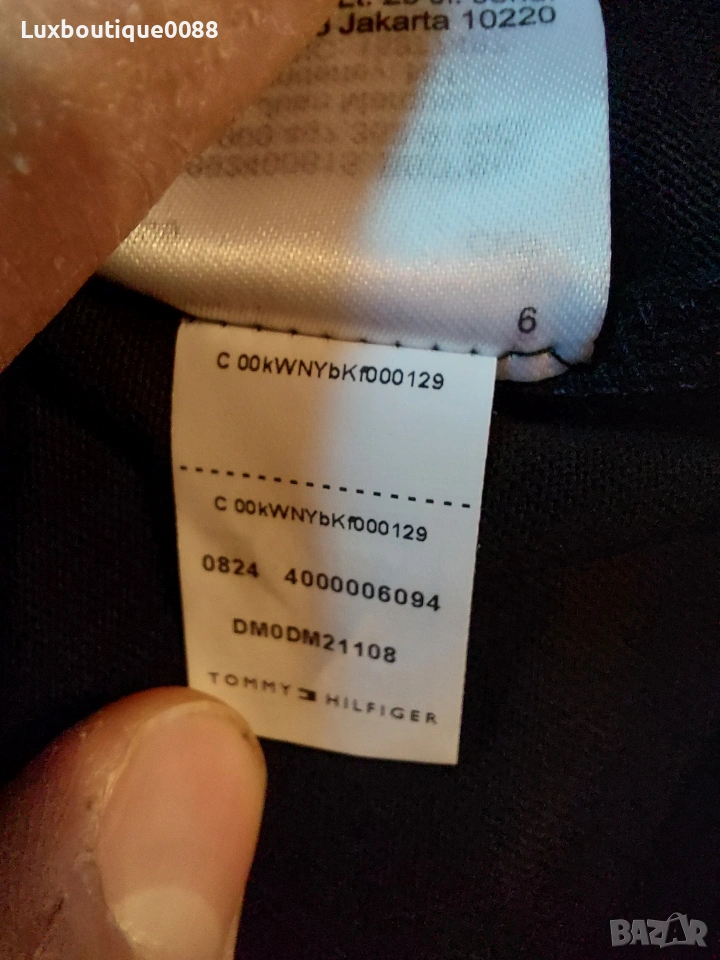 Luxboutique0088
Jakarta 10220
6
C 00kWNYbKf000129
C 00kWNYbKf000129
0824 4000006094
DM0DM21108
TOMMY HILFIGER
BAZAR